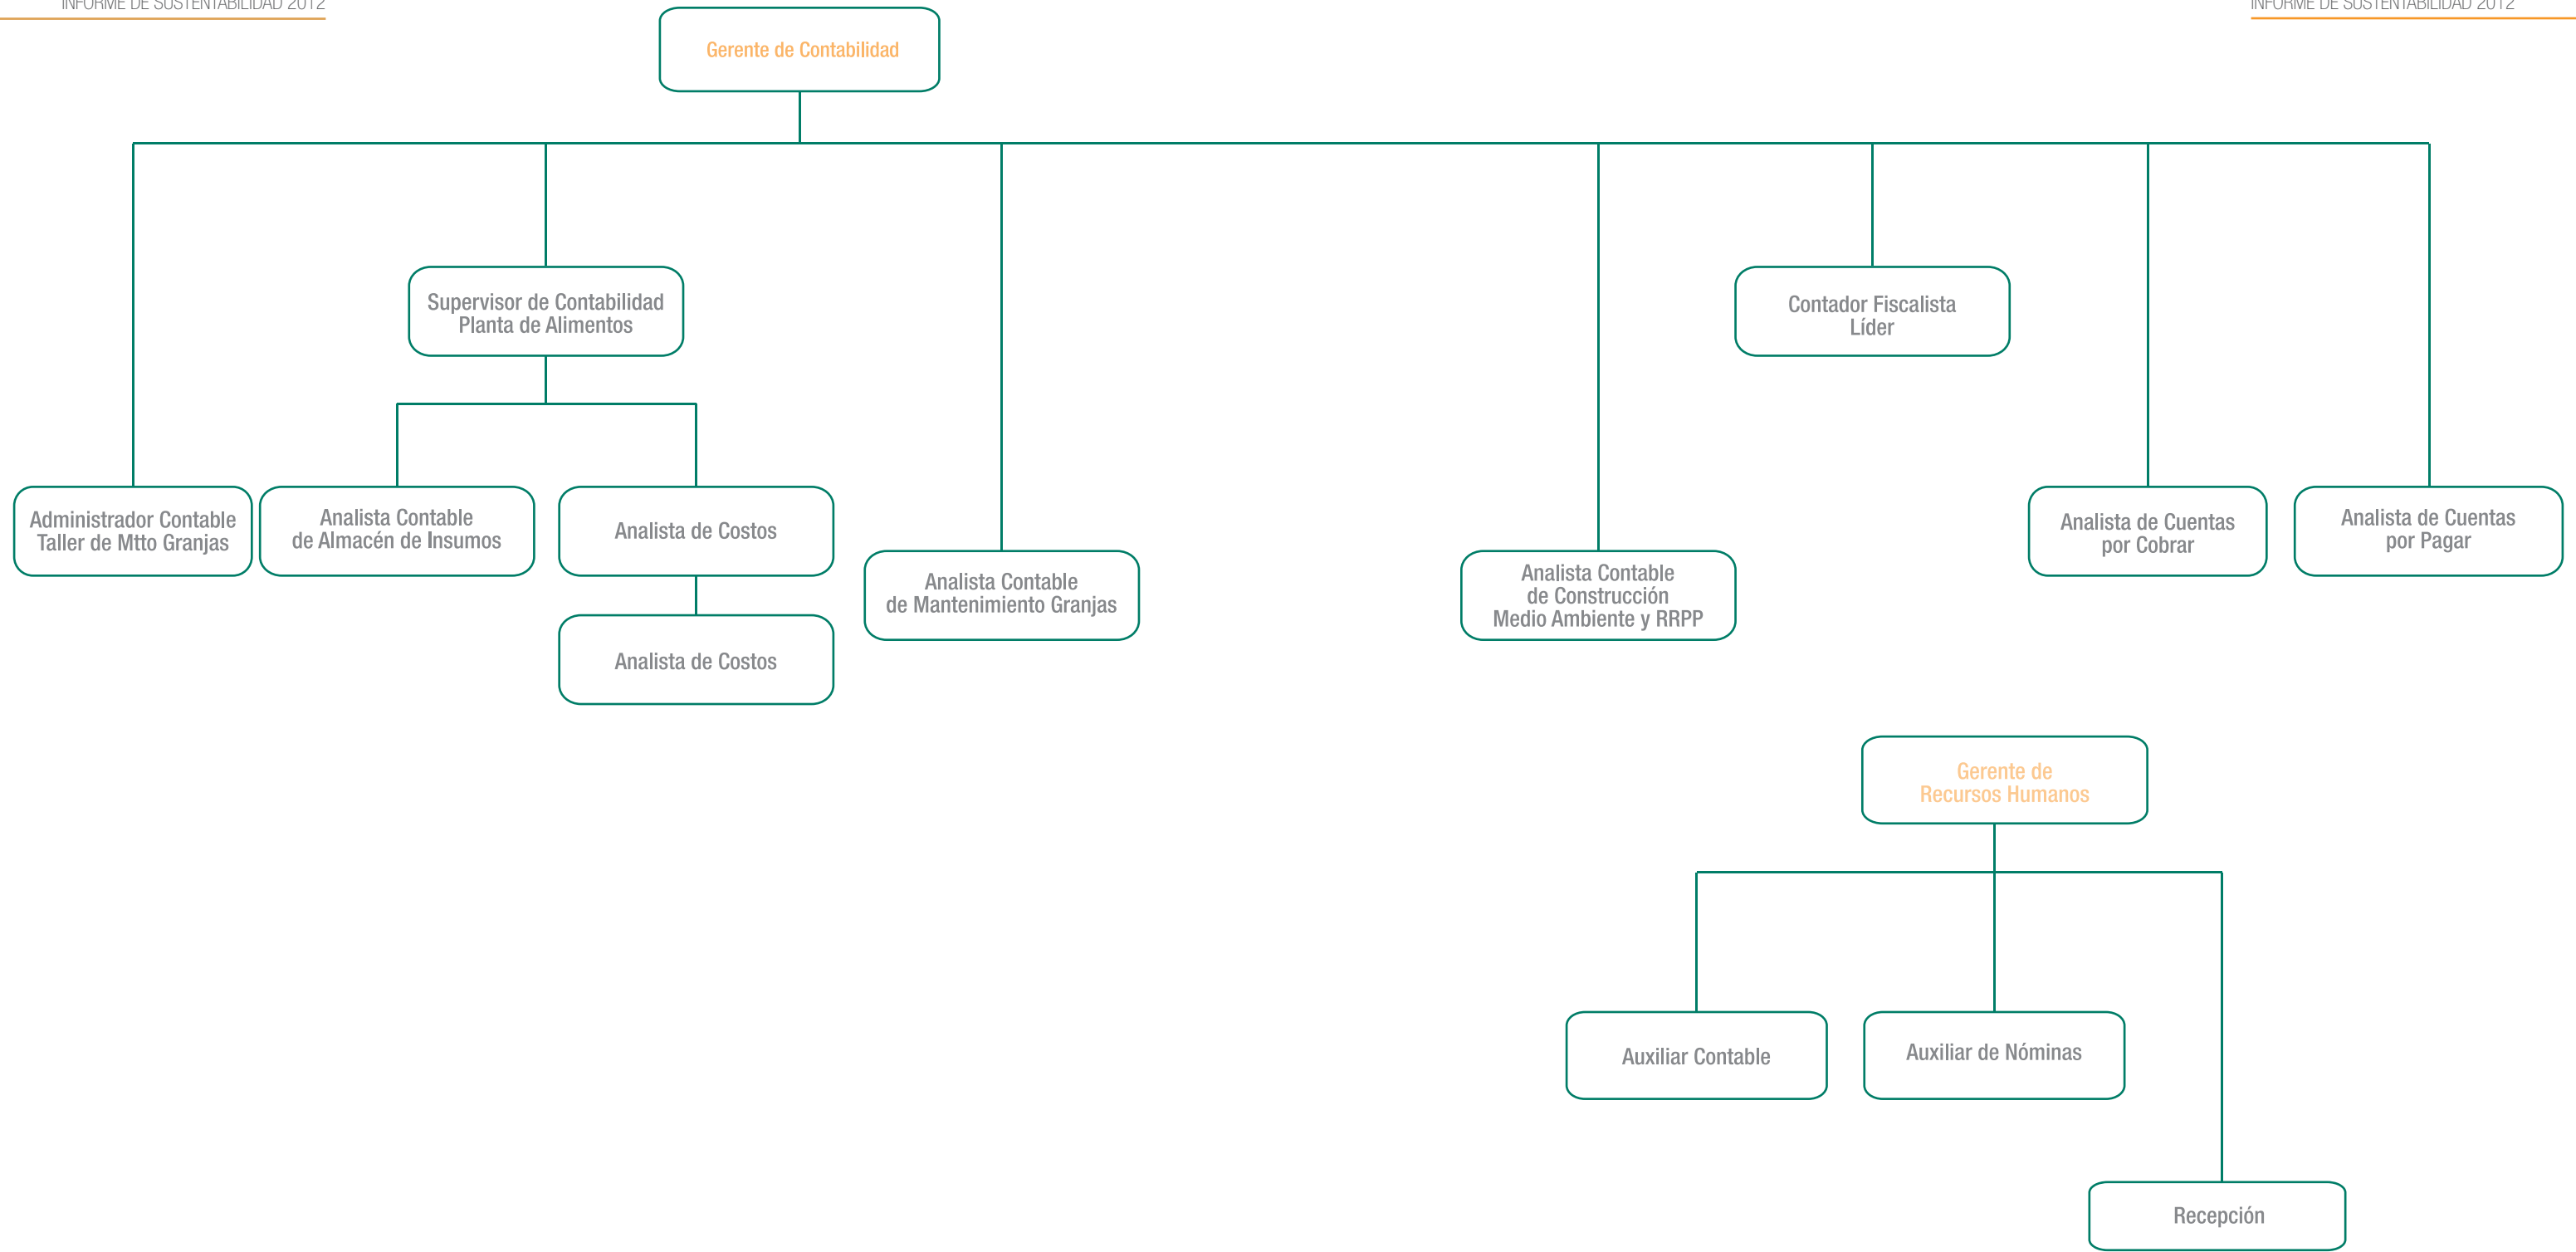 INFORME DE SUSTENTABILIDAD 2012
INFORME DE SUSTENTABILIDAD 2012
Gerente de Contabilidad
Supervisor de Contabilidad
Planta de Alimentos
Contador Fiscalista
Líder
Administrador Contable
Taller de Mtto Granjas
Analista Contable
de Almacén de Insumos
Analista de Costos
Analista de Cuentas
por Cobrar
Analista de Cuentas
por Pagar
Analista Contable
de Mantenimiento Granjas
Analista Contable
de Construcción
Medio Ambiente y RRPP
Analista de Costos
Gerente de
Recursos Humanos
Auxiliar Contable
Auxiliar de Nóminas
Recepción